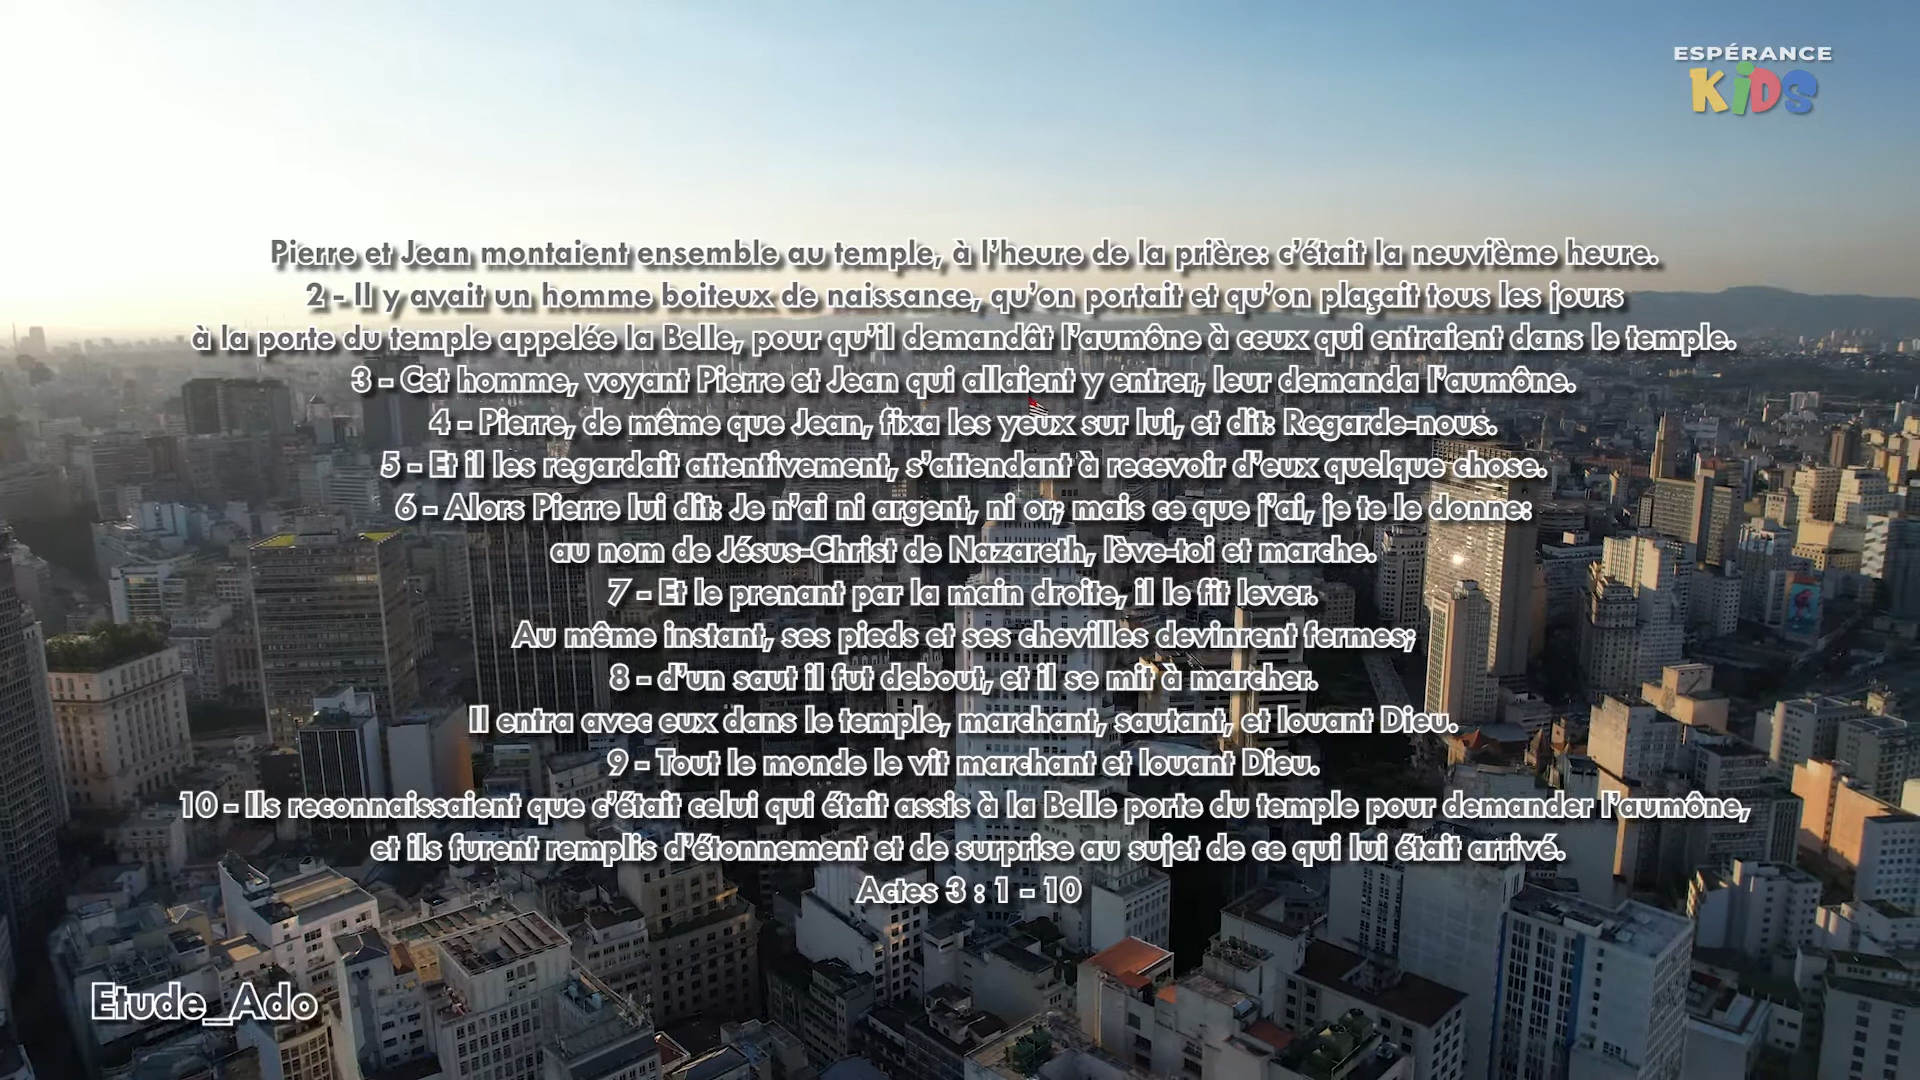 ESPÉRANCE
KiDS
Pierre et Jean montaient ensemble au temple, à l'heure de la prière: c'était la neuvième heure.
2 - Il y avait un homme boiteux de naissance, qu'on portait et qu'on plaçait tous les jours
à la porte du temple appelée la Belle, pour qu'il demandât l'aumône à ceux qui entraient dans le temple.
3 - Cet homme, voyant Pierre et Jean qui allaient y entrer, leur demanda l'aumône.
4 - Pierre, de même que Jean, fixa les yeux sur lui, et dit: Regarde-nous.
5 - Et il les regardait attentivement, s'attendant à recevoir d'eux quelque chose.
6 - Alors Pierre lui dit: Je n'ai ni argent, ni or; mais ce que j'ai, je te le donne:
au nom de Jésus-Christ de Nazareth, lève-toi et marche.
7 - Et le prenant par la main droite, il le fit lever.
Au même instant, ses pieds et ses chevilles devinrent fermes;
8 - d'un saut il fut debout, et il se mit à marcher.
Il entra avec eux dans le temple, marchant, sautant, et louant Dieu.
9 - Tout le monde le vit marchant et louant Dieu.
10 - Ils reconnaissaient que c'était celui qui était assis à la Belle porte du temple pour demander l'aumône,
et ils furent remplis d'étonnement et de surprise au sujet de ce qui lui était arrivé.
Actes 3 : 1 - 10
Etude_Ado